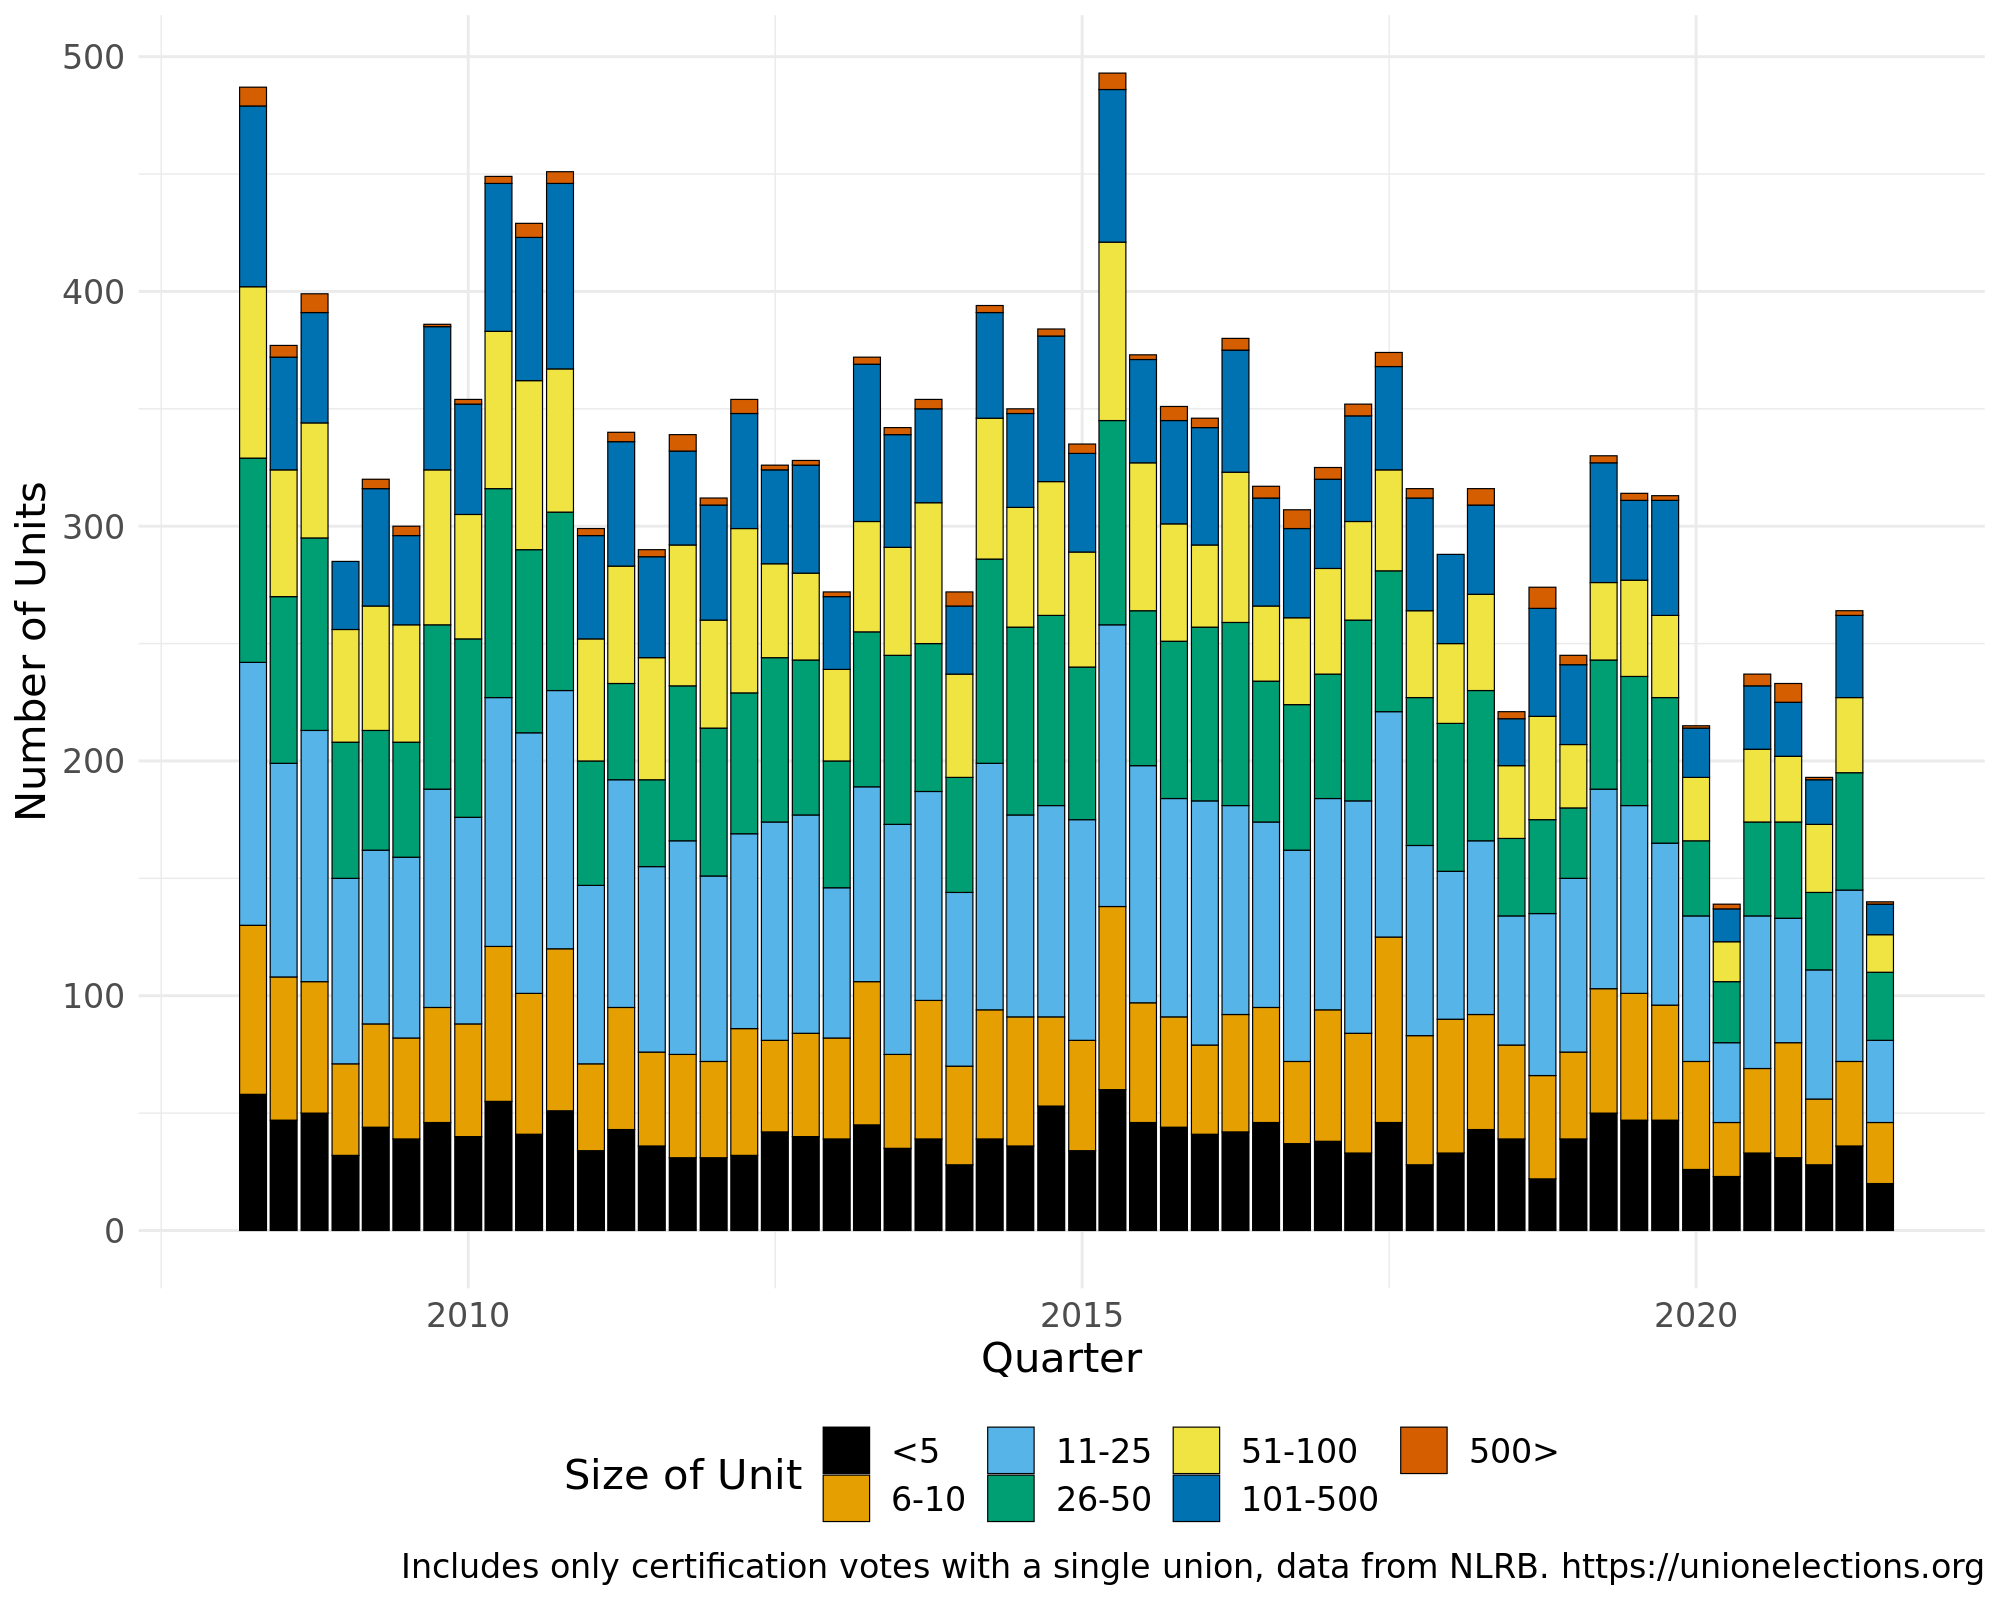 500
400
300
200
100
0
Number of Units
2010 2015 2020
Quarter
Size of Unit
<5 11-25 51-100 500>
6-10 26-50 101-500
Includes only certification votes with a single union, data from NLRB. https://unionelections.org